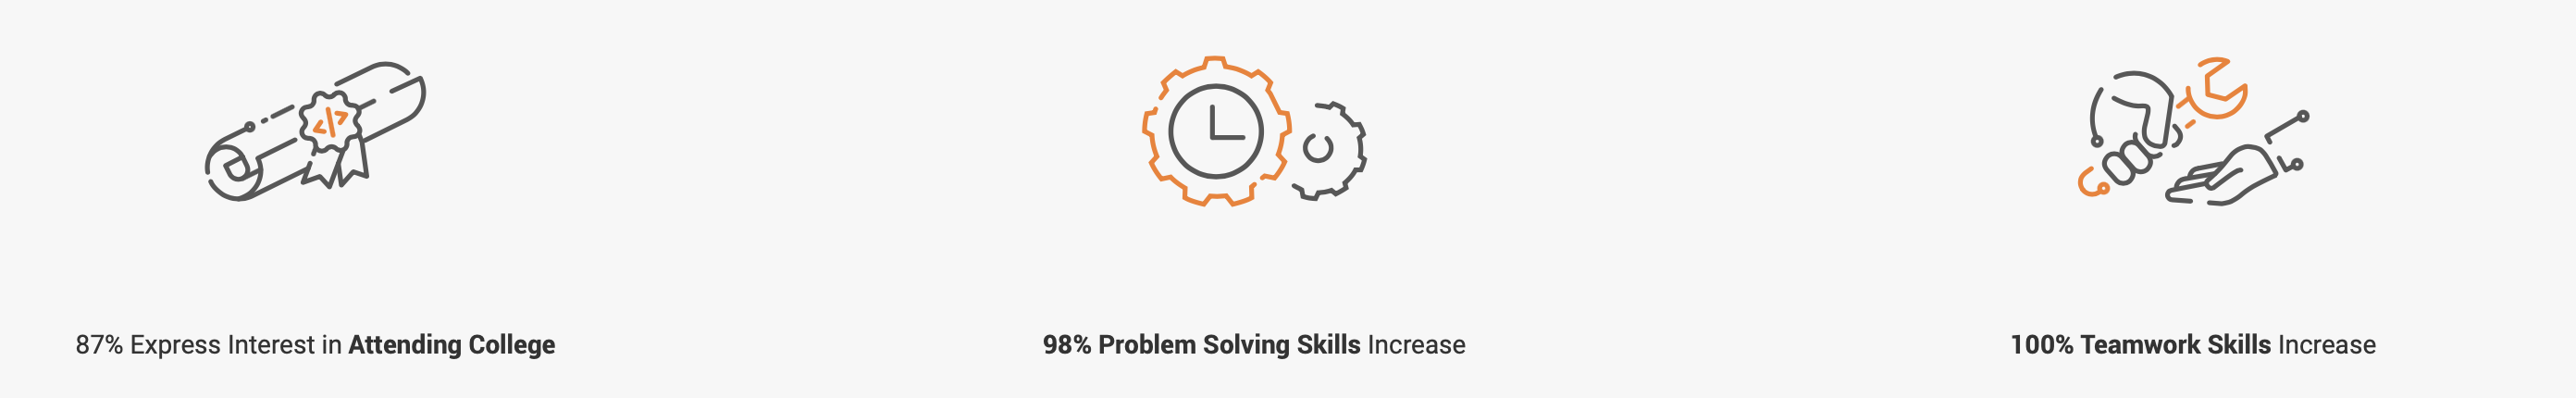 87% Express Interest in Attending College
98% Problem Solving Skills Increase
100% Teamwork Skills Increase